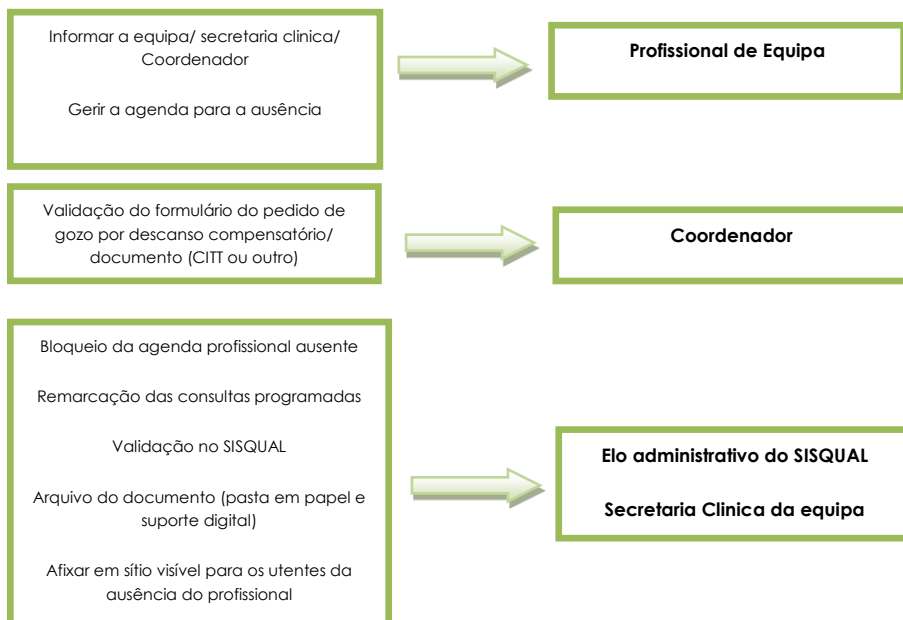 Informar a equipa/ secretaria clinica/
Coordenador
Gerir a agenda para a ausência
Profissional de Equipa
Validação do formulário do pedido de
gozo por descanso compensatório/
documento (CITT ou outro)
Coordenador
Bloqueio da agenda profissional ausente
Remarcação das consultas programadas
Validação no SISQUAL
Arquivo do documento (pasta em papel e
suporte digital)
Afixar em sítio visível para os utentes da
ausência do profissional
Elo administrativo do SISQUAL
Secretaria Clinica da equipa